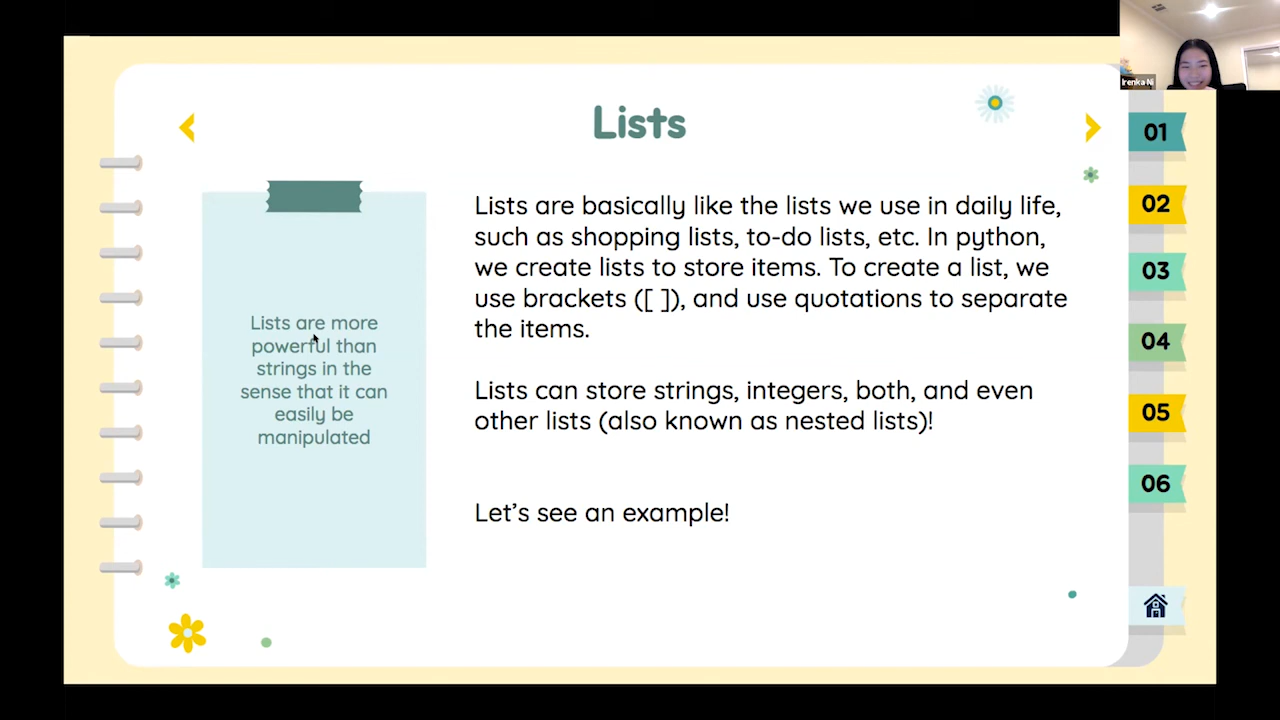 Irenka Ni
Lists
01
02
03
04
05
06
Lists are more
powerful than
strings in the
sense that it can
easily be
manipulated
Lists are basically like the lists we use in daily life,
such as shopping lists, to-do lists, etc. In python,
we create lists to store items. To create a list, we
use brackets ([ ]), and use quotations to separate
the items.
Lists can store strings, integers, both, and even
other lists (also known as nested lists)!
Let's see an example!